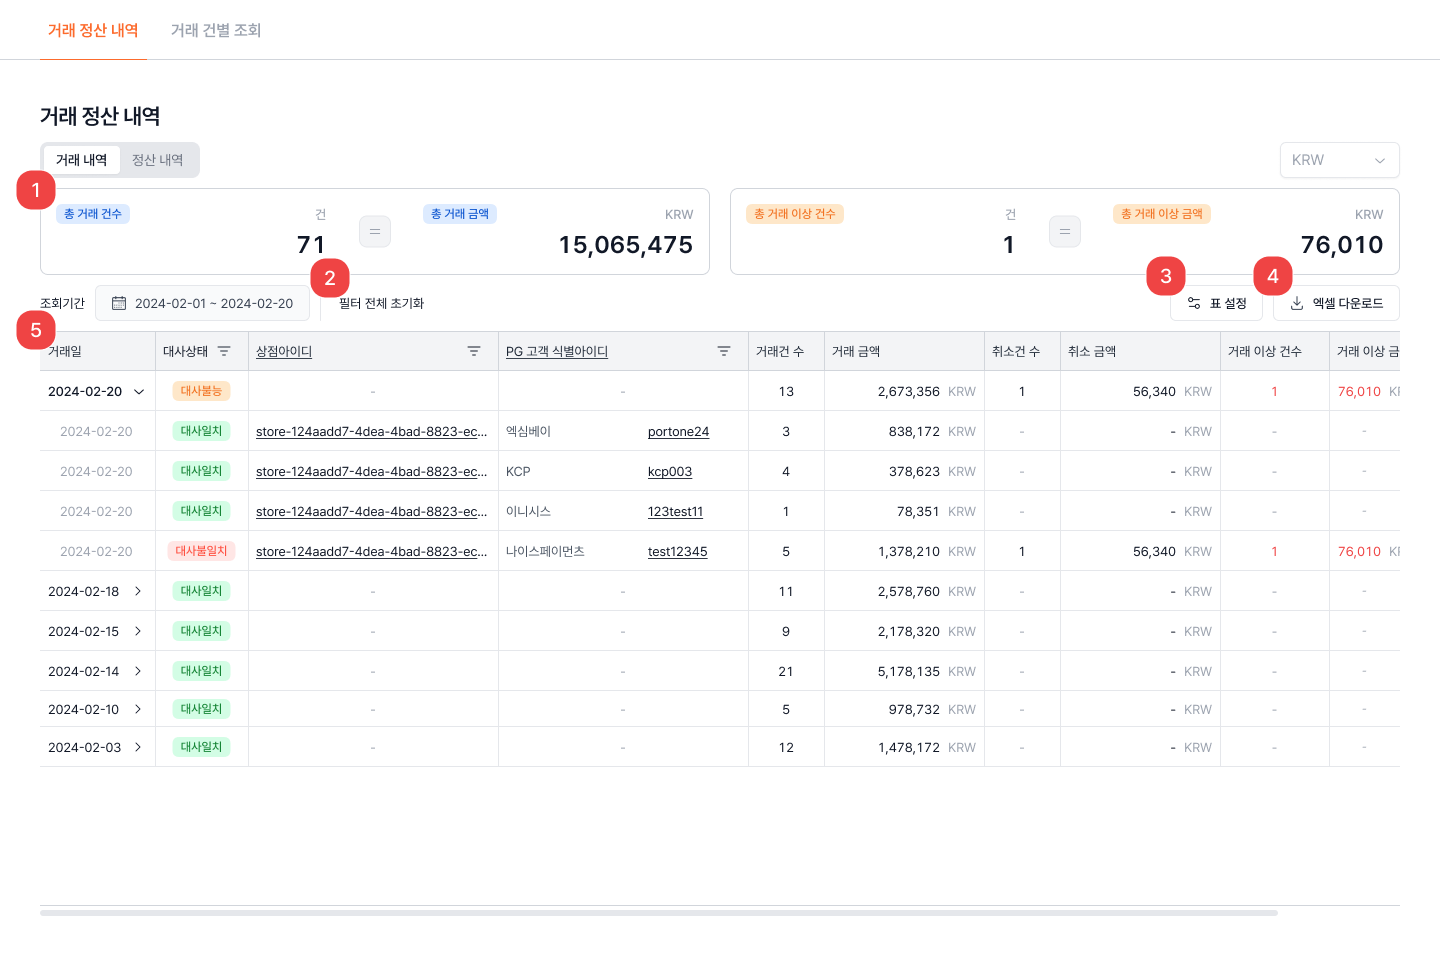 거래 정산 내역 거래 건별 조회
거래 정산 내역
거래 내역 정산 내역 KRW
1
총 거래 건수 건 = 총 거래 금액 KRW 총 거래 이상 건수 건 = 총 거래 이상 금액 KRW
71 15,065,475 1 76,010
2 3 4
조회기간 2024-02-01 ~ 2024-02-20 필터 전체 초기화 표 설정 엑셀 다운로드
5
거래일 대사상태 상점아이디 PG 고객 식별아이디 거래건 수 거래 금액 취소건 수 취소 금액 거래 이상 건수 거래 이상 금
2024-02-20 대사불능 - - 13 2,673,356 KRW 1 56,340 KRW 1 76,010 KR
2024-02-20 대사일치 store-124aadd7-4dea-4bad-8823-ec... 엑심베이 portone24 3 838,172 KRW - - KRW - -
2024-02-20 대사일치 store-124aadd7-4dea-4bad-8823-ec... KCP kcp003 4 378,623 KRW - - KRW - -
2024-02-20 대사일치 store-124aadd7-4dea-4bad-8823-ec... 이니시스 123test11 1 78,351 KRW - - KRW - -
2024-02-20 대사불일치 store-124aadd7-4dea-4bad-8823-ec... 나이스페이먼츠 test12345 5 1,378,210 KRW 1 56,340 KRW 1 76,010 KR
2024-02-18 대사일치 - - 11 2,578,760 KRW - - KRW - -
2024-02-15 대사일치 - - 9 2,178,320 KRW - - KRW - -
2024-02-14 대사일치 - - 21 5,178,135 KRW - - KRW - -
2024-02-10 대사일치 - - 5 978,732 KRW - - KRW - -
2024-02-03 대사일치 - - 12 1,478,172 KRW - - KRW - -